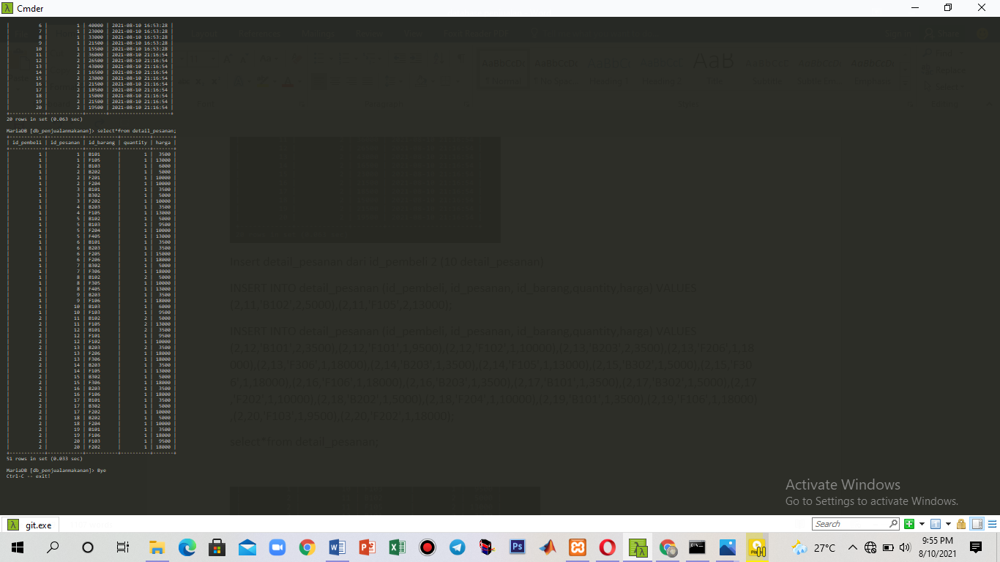 Cmder
| 6 | 1 | 40000 | 2021-08-10 16:53:28 |
| 7 | 1 | 23000 | 2021-08-10 16:53:28 |
| 8 | 1 | 33000 | 2021-08-10 16:53:28 |
| 9 | 1 | 21500 | 2021-08-10 16:53:28 |
| 10 | 1 | 15500 | 2021-08-10 16:53:28 |
| 11 | 2 | 36000 | 2021-08-10 21:16:54 |
| 12 | 2 | 26500 | 2021-08-10 21:16:54 |
| 13 | 2 | 43000 | 2021-08-10 21:16:54 |
| 14 | 2 | 16500 | 2021-08-10 21:16:54 |
| 15 | 2 | 23000 | 2021-08-10 21:16:54 |
| 16 | 2 | 21500 | 2021-08-10 21:16:54 |
| 17 | 2 | 18500 | 2021-08-10 21:16:54 |
| 18 | 2 | 15000 | 2021-08-10 21:16:54 |
| 19 | 2 | 21500 | 2021-08-10 21:16:54 |
| 20 | 2 | 19500 | 2021-08-10 21:16:54 |
20 rows in set (0.063 sec)
MariaDB [db_penjualanmakanan]> select*from detail_pesanan;
| id_pembeli | id_pesanan | id_barang | quantity | harga |
| 1 | 1 | B101 | 1 | 3500 |
| 1 | 1 | F105 | 1 | 13000 |
| 1 | 2 | B103 | 1 | 6000 |
| 1 | 2 | B202 | 1 | 5000 |
| 1 | 2 | F201 | 1 | 10000 |
| 1 | 2 | F204 | 1 | 10000 |
| 1 | 3 | B101 | 1 | 3500 |
| 1 | 3 | B302 | 1 | 5000 |
| 1 | 3 | F202 | 1 | 10000 |
| 1 | 4 | B203 | 1 | 3500 |
| 1 | 4 | F105 | 1 | 13000 |
| 1 | 5 | B102 | 1 | 5000 |
| 1 | 5 | B103 | 1 | 9500 |
| 1 | 5 | F204 | 1 | 10000 |
| 1 | 5 | F405 | 1 | 13000 |
| 1 | 6 | B101 | 1 | 3500 |
| 1 | 6 | B203 | 1 | 3500 |
| 1 | 6 | F205 | 1 | 15000 |
| 1 | 6 | F206 | 1 | 18000 |
| 1 | 7 | B302 | 1 | 5000 |
| 1 | 7 | F306 | 1 | 18000 |
| 1 | 8 | B102 | 2 | 5000 |
| 1 | 8 | F305 | 1 | 10000 |
| 1 | 8 | F405 | 1 | 13000 |
| 1 | 9 | B203 | 1 | 3500 |
| 1 | 9 | F106 | 1 | 18000 |
| 1 | 10 | B103 | 1 | 6000 |
| 1 | 10 | F103 | 1 | 9500 |
| 2 | 11 | B102 | 2 | 5000 |
| 2 | 11 | F105 | 2 | 13000 |
| 2 | 12 | B101 | 2 | 3500 |
| 2 | 12 | F101 | 1 | 9500 |
| 2 | 12 | F102 | 1 | 10000 |
| 2 | 13 | B203 | 2 | 3500 |
| 2 | 13 | F206 | 1 | 18000 |
| 2 | 13 | F306 | 1 | 18000 |
| 2 | 14 | B203 | 1 | 3500 |
| 2 | 14 | F105 | 1 | 13000 |
| 2 | 15 | B302 | 1 | 5000 |
| 2 | 15 | F306 | 1 | 18000 |
| 2 | 16 | B203 | 1 | 3500 |
| 2 | 16 | F106 | 1 | 18000 |
| 2 | 17 | B101 | 1 | 3500 |
| 2 | 17 | B302 | 1 | 5000 |
| 2 | 17 | F202 | 1 | 10000 |
| 2 | 18 | B202 | 1 | 5000 |
| 2 | 18 | F204 | 1 | 10000 |
| 2 | 19 | B101 | 1 | 3500 |
| 2 | 19 | F106 | 1 | 18000 |
| 2 | 20 | F103 | 1 | 9500 |
| 2 | 20 | F202 | 1 | 18000 |
51 rows in set (0.033 sec)
MariaDB [db_penjualanmakanan]> Bye
Ctrl-C -- exit!
insert detail_pesanan dari id_pembeli 2 (10 detail_pesanan)
INSERT INTO detail_pesanan (id_pembeli, id_pesanan, id_barang,quantity,harga) VALUES
(2,11,'B102',2,5000),(2,11,'F105',2,13000);
INSERT INTO detail_pesanan (id_pembeli, id_pesanan, id_barang,quantity,harga) VALUES
(2,12,'B101',2,3500),(2,12,'F101',1,9500),(2,12,'F102',1,10000),(2,13,'B203',2,3500),(2,13,'F206',1,18
000),(2,13,'F306',1,18000),(2,14,'B203',1,3500),(2,14,'F105',1,13000),(2,15,'B302',1,5000),(2,15,'F30
6',1,18000),(2,16,'F106',1,18000),(2,16,'B203',1,3500),(2,17,'B101',1,3500),(2,17,'B302',1,5000),(2,17
,'F202',1,10000),(2,18,'B202',1,5000),(2,18,'F204',1,10000),(2,19,'B101',1,3500),(2,19,'F106',1,18000)
,(2,20,'F103',1,9500),(2,20,'F202',1,18000);
select*from detail_pesanan;
Activate Windows
Go to Settings to activate Windows.
git.exe
Search
27°C
9:55 PM
8/10/2021